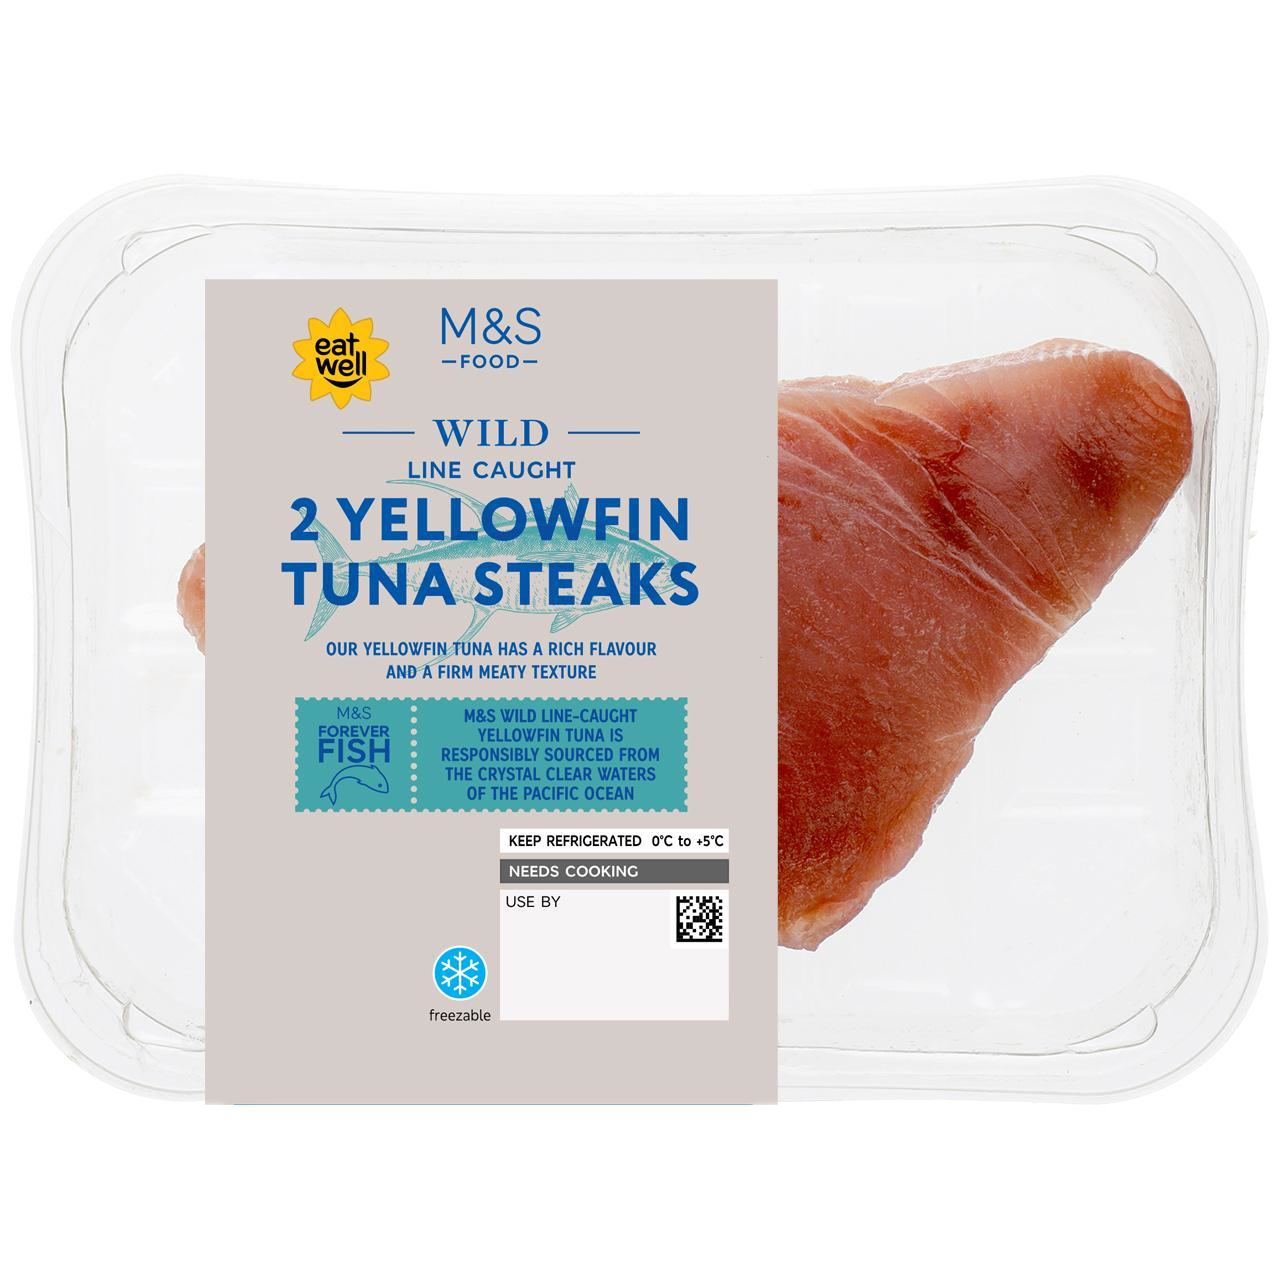 eat
well
M&S
FOOD
WILD
LINE CAUGHT
2 YELLOWFIN
TUNA STEAKS
OUR YELLOWFIN TUNA HAS A RICH FLAVOUR
AND A FIRM MEATY TEXTURE
M&S
FOREVER
FISH
M&S WILD LINE-CAUGHT
YELLOWFIN TUNA IS
RESPONSIBLY SOURCED FROM
THE CRYSTAL CLEAR WATERS
OF THE PACIFIC OCEAN
KEEP REFRIGERATED 0°C to +5°C
NEEDS COOKING
USE BY
freezable